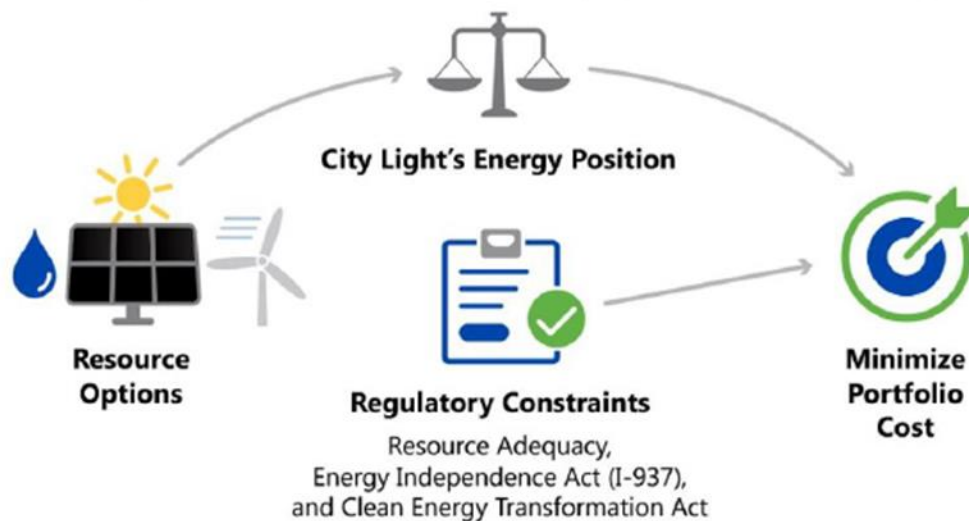 City Light's Energy Position
Resource
Options
Regulatory Constraints
Resource Adequacy,
Energy Independence Act (I-937),
and Clean Energy Transformation Act
Minimize
Portfolio
Cost